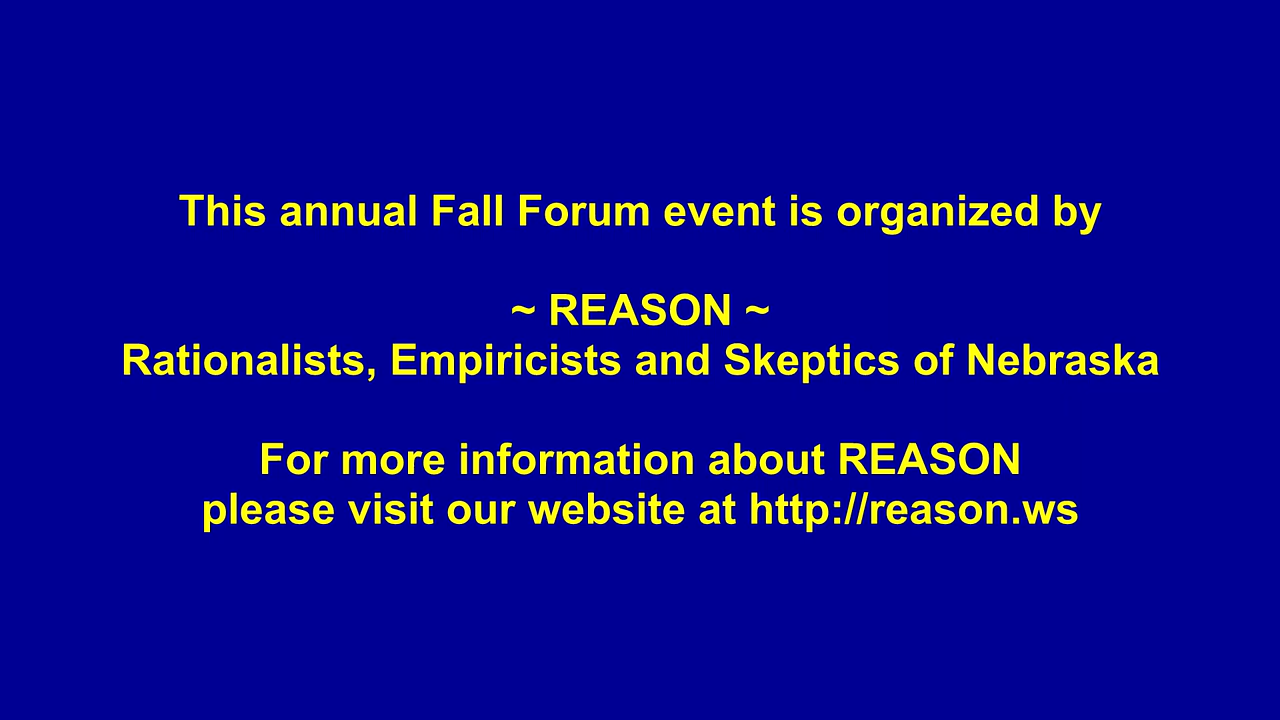 This annual Fall Forum event is organized by
~ REASON ~
Rationalists, Empiricists and Skeptics of Nebraska
For more information about REASON
please visit our website at http://reason.ws